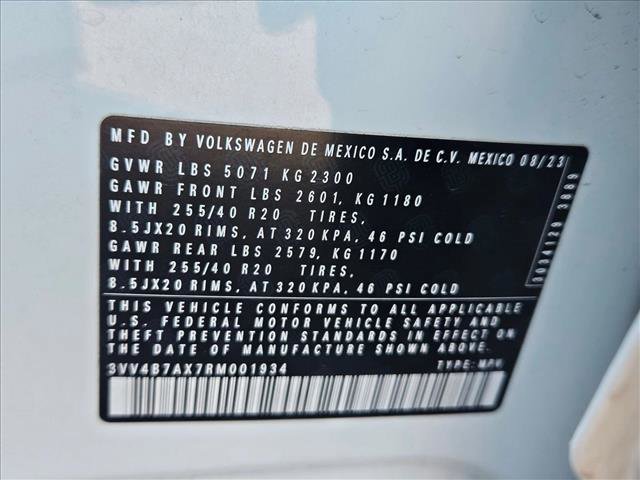 MFD BY VOLKSWAGEN DE MEXICO S.A. DE C.V. MEXICO 08/23
GVWR LBS 5071 KG 2300
GAWR FRONT LBS 2601, KG 1180
WITH 255/40 R20 TIRES,
8.5JX20 RIMS, AT 320 KPA, 46 PSI COLD
GAWR REAR LBS 2579, KG 1170
WITH 255/40 R20 TIRES,
8.5JX20 RIMS, AT 320 KPA, 46 PSI COLD
THIS VEHICLE CONFORMS TO ALL APPLICABLE
U.S. FEDERAL MOTOR VEHICLE SAFETY AND
THEFT PREVENTION STANDARDS IN EFFECT ON
THE DATE OF MANUFACTURE SHOWN ABOVE.
3VV4B7AX7RM001934 TYPE: MPV
3034129 3889